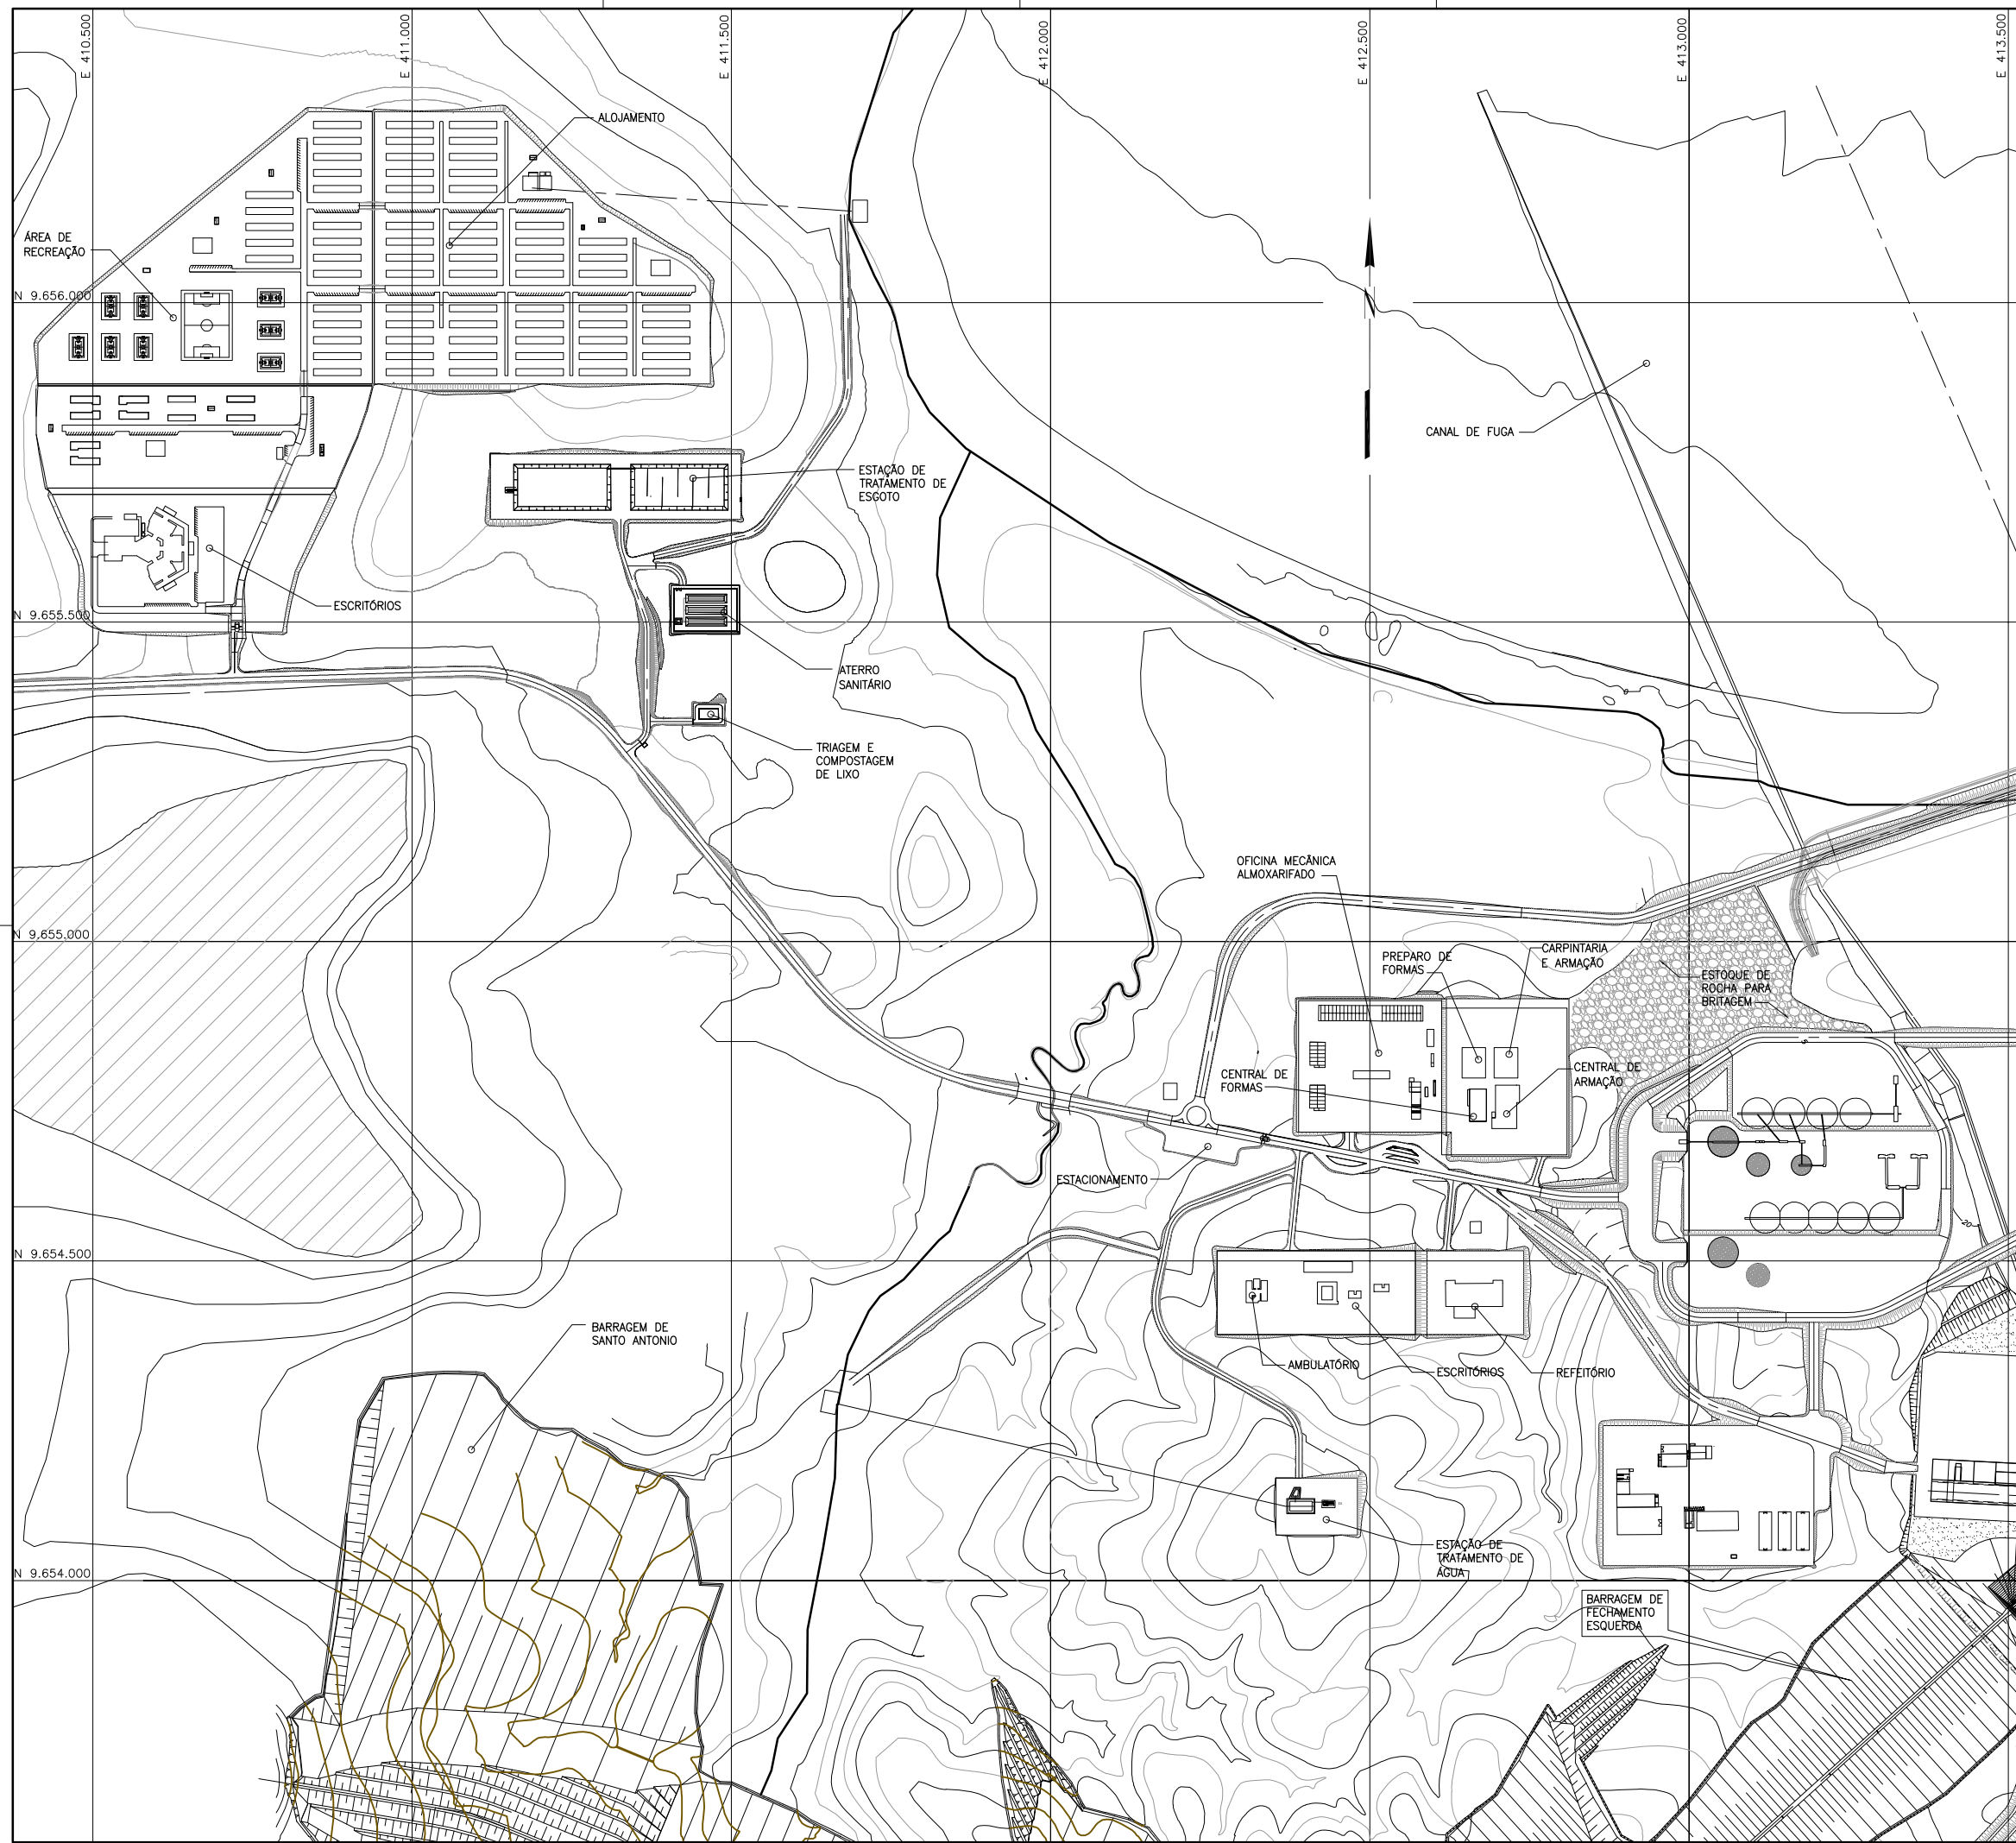 E 410.500
E 411.000
E 411.500
E 412.000
E 412.500
E 413.000
E 413.500
ALOJAMENTO
ÁREA DE
RECREAÇÃO
N 9.656.000
N
CANAL DE FUGA
ESTAÇÃO DE
TRATAMENTO DE
ESGOTO
ESCRITÓRIOS
N 9.655.500
ATERRO
SANITÁRIO
TRIAGEM E
COMPOSTAGEM
DE LIXO
OFICINA MECÂNICA
ALMOXARIFADO
N 9.655.000
PREPARO DE
FORMAS
CARPINTARIA
E ARMAÇÃO
ESTOQUE DE
ROCHA PARA
BRITAGEM
CENTRAL DE
FORMAS
CENTRAL DE
ARMAÇÃO
ESTACIONAMENTO
20
N 9.654.500
BARRAGEM DE
SANTO ANTONIO
AMBULATÓRIO
ESCRITÓRIOS
REFEITÓRIO
ESTAÇÃO DE
TRATAMENTO DE
ÁGUA
N 9.654.000
BARRAGEM DE
FECHAMENTO
ESQUERDA